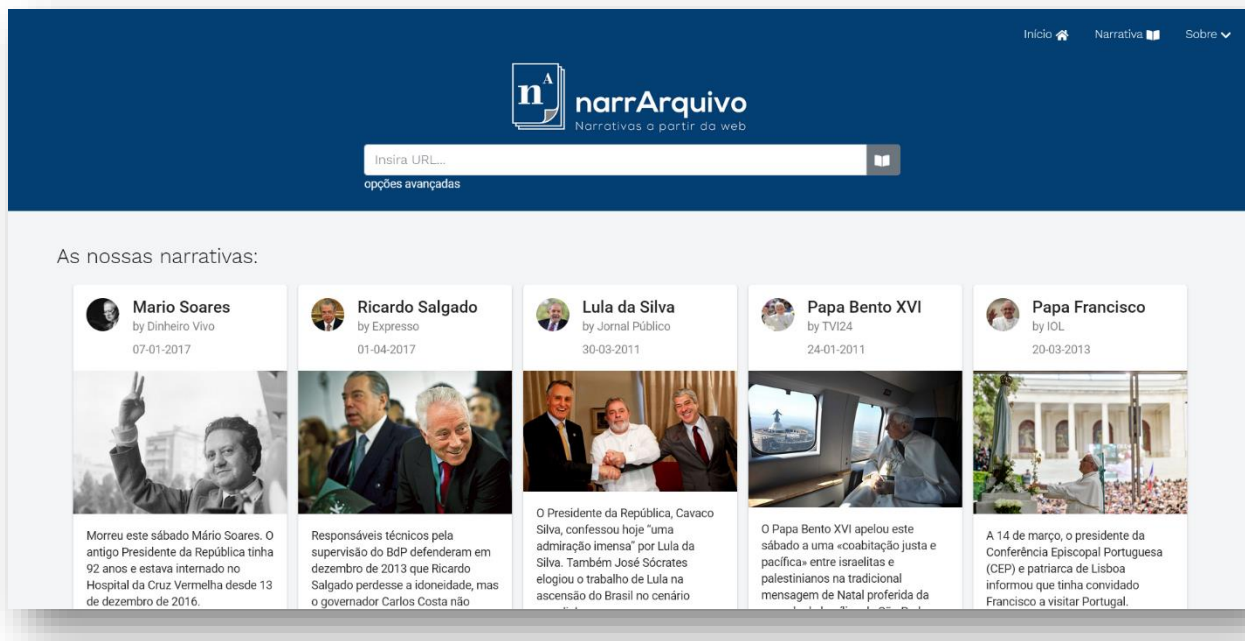 Início
Narrativa
Sobre
n A
narrArquivo
Narrativas a partir da web
Insira URL...
opções avançadas
As nossas narrativas:
Mario Soares
by Dinheiro Vivo
07-01-2017
Morreu este sábado Mário Soares. O
antigo Presidente da República tinha
92 anos e estava internado no
Hospital da Cruz Vermelha desde 13
de dezembro de 2016.
Ricardo Salgado
by Expresso
01-04-2017
Responsáveis técnicos pela
supervisão do BdP defenderam em
dezembro de 2013 que Ricardo
Salgado perdesse a idoneidade, mas
o governador Carlos Costa não
Lula da Silva
by Jornal Público
30-03-2011
O Presidente da República, Cavaco
Silva, confessou hoje "uma
admiração imensa" por Lula da
Silva. Também José Sócrates
elogiou o trabalho de Lula na
ascensão do Brasil no cenário
Papa Bento XVI
by TVI24
24-01-2011
O Papa Bento XVI apelou este
sábado a uma «coabitação justa e
pacífica» entre israelitas e
palestinianos na tradicional
mensagem de Natal proferida da
Papa Francisco
by IOL
20-03-2013
A 14 de março, o presidente da
Conferência Episcopal Portuguesa
(CEP) e patriarca de Lisboa
informou que tinha convidado
Francisco a visitar Portugal.